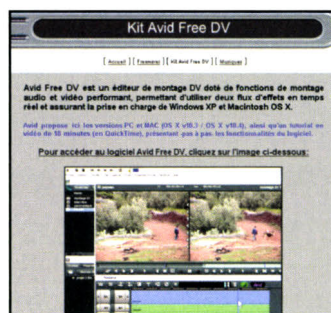 Kit Avid Free DV
[ Accueil ] [ Freewares ] [ Kit Avid Free DV ] [ Musiques ]
Avid Free DV est un éditeur de montage DV doté de fonctions de montage
audio et vidéo performant, permettant d'utiliser deux flux d'effets en temps
réel et assurant la prise en charge de Windows XP et Macintosh OS X.
Avid propose ici les versions PC et MAC (OS X v10.3 / OS X v10.4), ainsi qu'un tutorial en
vidéo de 10 minutes (en QuickTime), présentant pas à pas les fonctionnalités du logiciel.
Pour accéder au logiciel Avid Free DV, cliquez sur l'image ci-dessous: